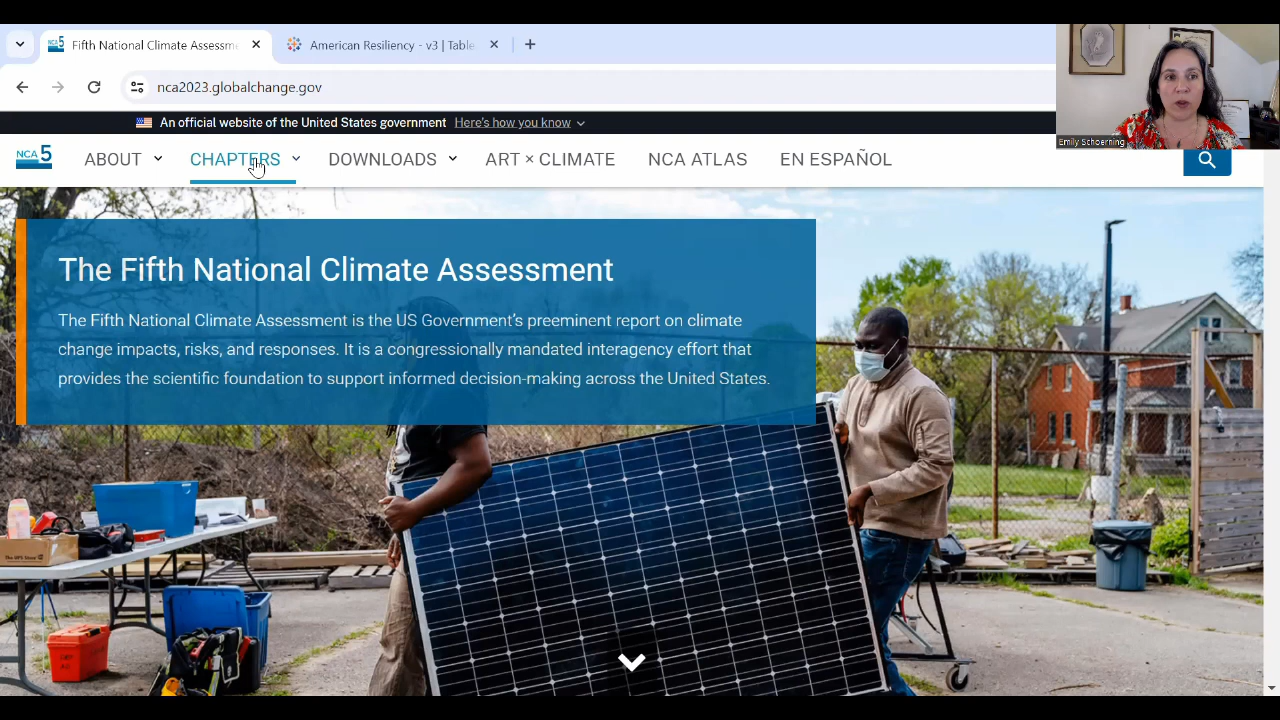 Fifth National Climate Assessm
American Resiliency - v3 | Table
nca2023.globalchange.gov
An official website of the United States government Here's how you know
NCA 5
ABOUT CHAPTERS DOWNLOADS ART × CLIMATE NCA ATLAS EN ESPAÑOL
Emily Schoerning
The Fifth National Climate Assessment
The Fifth National Climate Assessment is the US Government's preeminent report on climate
change impacts, risks, and responses. It is a congressionally mandated interagency effort that
provides the scientific foundation to support informed decision-making across the United States.